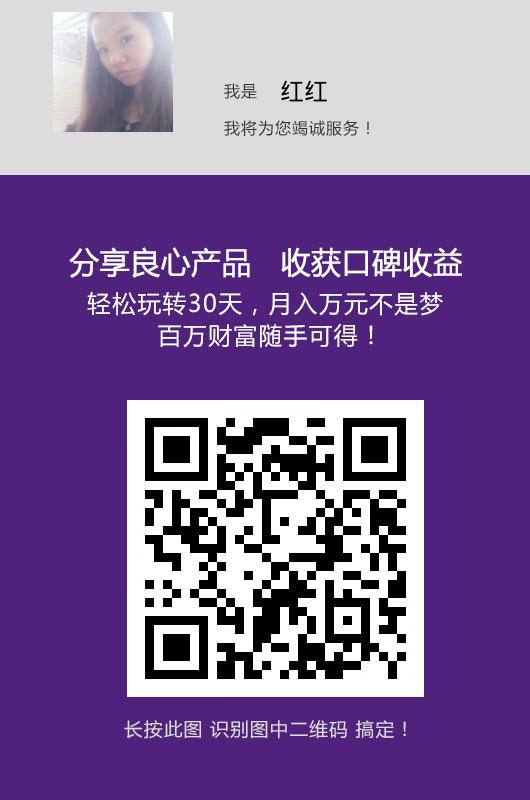 我是 红红
我将为您竭诚服务！
分享良心产品 收获口碑收益
轻松玩转30天，月入万元不是梦
百万财富随手可得！
长按此图 识别图中二维码 搞定！